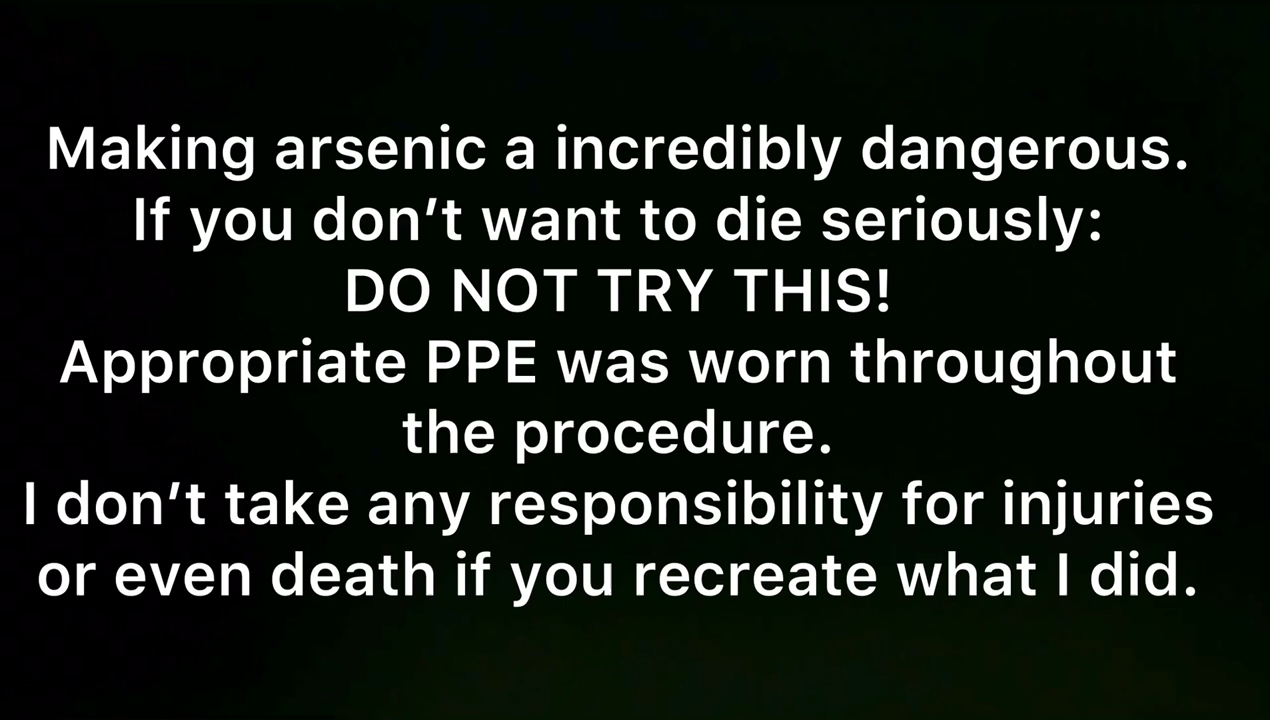 Making arsenic a incredibly dangerous.
If you don’t want to die seriously:
DO NOT TRY THIS!
Appropriate PPE was worn throughout
the procedure.
I don’t take any responsibility for injuries
or even death if you recreate what I did.